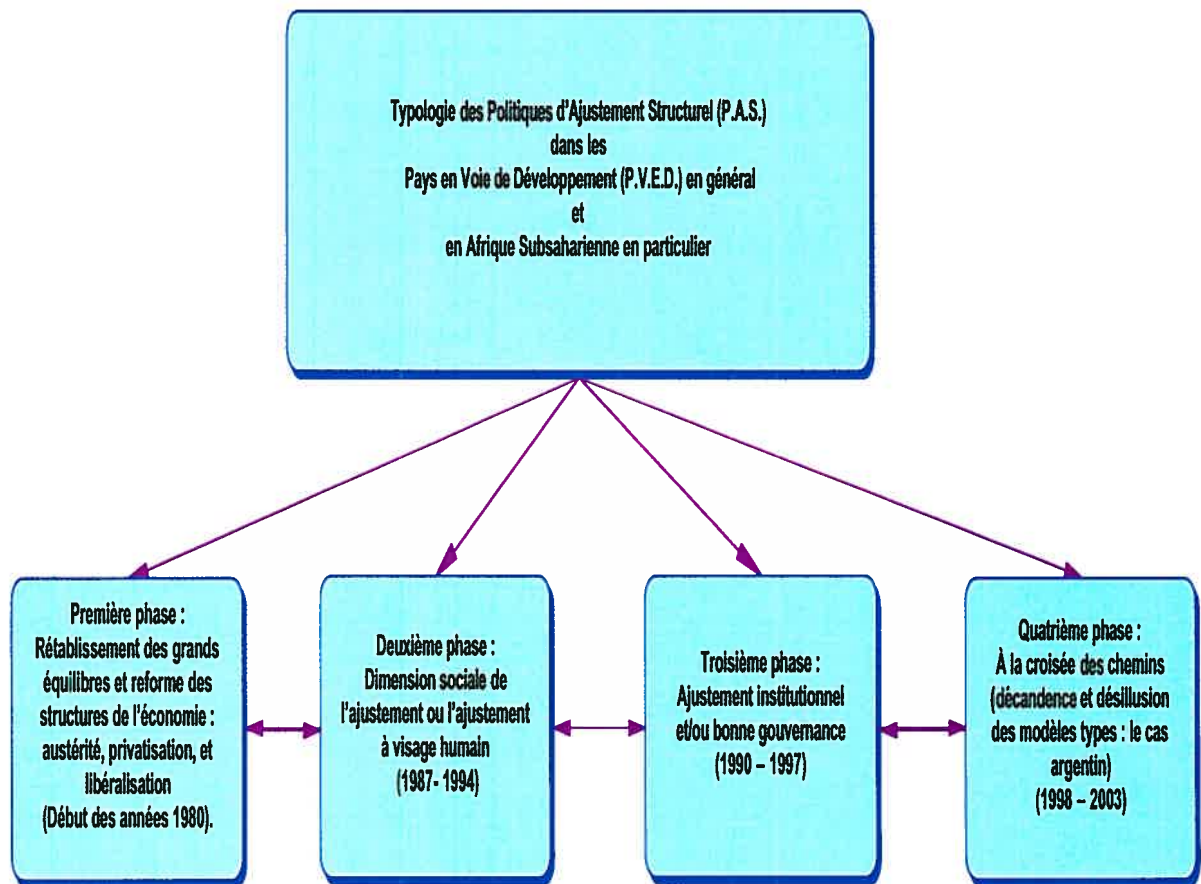 Typologie des Politiques d'Ajustement Structurel (P.A.S.)
dans les
Pays en Voie de Développement (P.V.E.D.) en général
et
en Afrique Subsaharienne en particulier
Première phase :
Rétablissement des grands
équilibres et reforme des
structures de l'économie :
austérité, privatisation, et
libéralisation
(Début des années 1980).
Deuxième phase :
Dimension sociale de
l'ajustement ou l'ajustement
à visage humain
(1987- 1994)
Troisième phase :
Ajustement institutionnel
et/ou bonne gouvernance
(1990 – 1997)
Quatrième phase :
À la croisée des chemins
(décandence et désillusion
des modèles types : le cas
argentin)
(1998 – 2003)